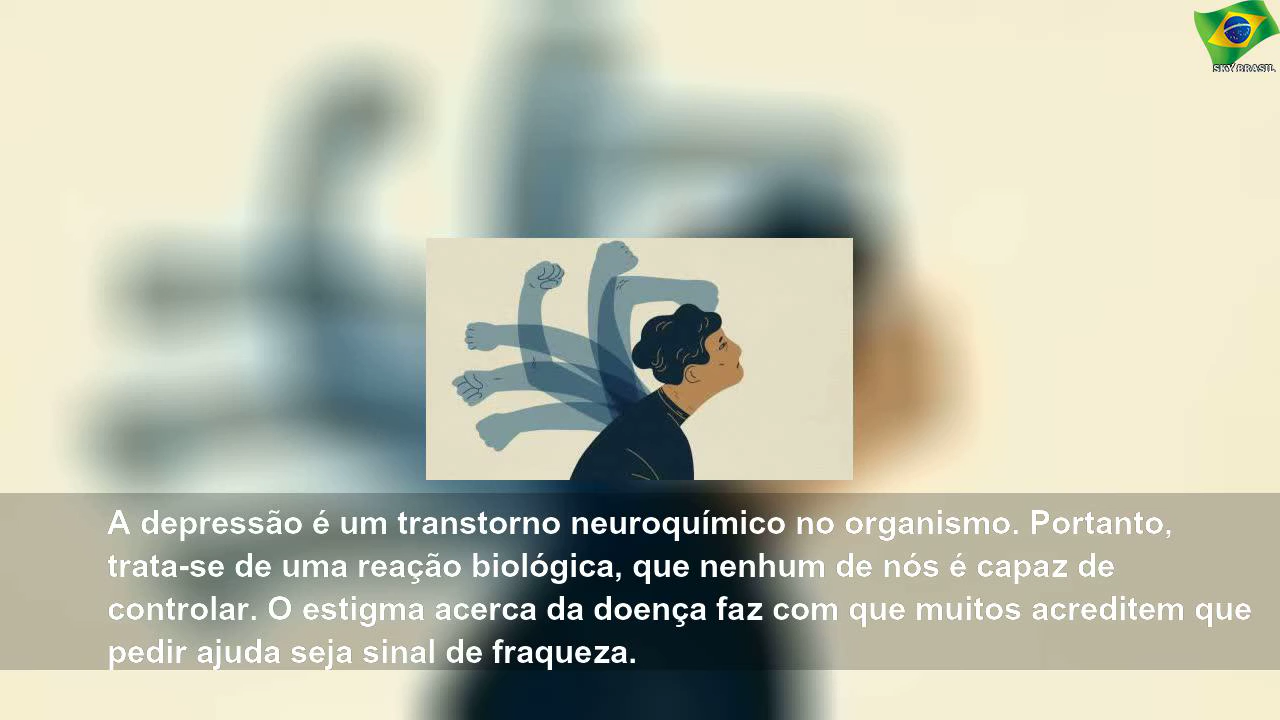 SKY BRASIL
A depressão é um transtorno neuroquímico no organismo. Portanto,
trata-se de uma reação biológica, que nenhum de nós é capaz de
controlar. O estigma acerca da doença faz com que muitos acreditem que
pedir ajuda seja sinal de fraqueza.